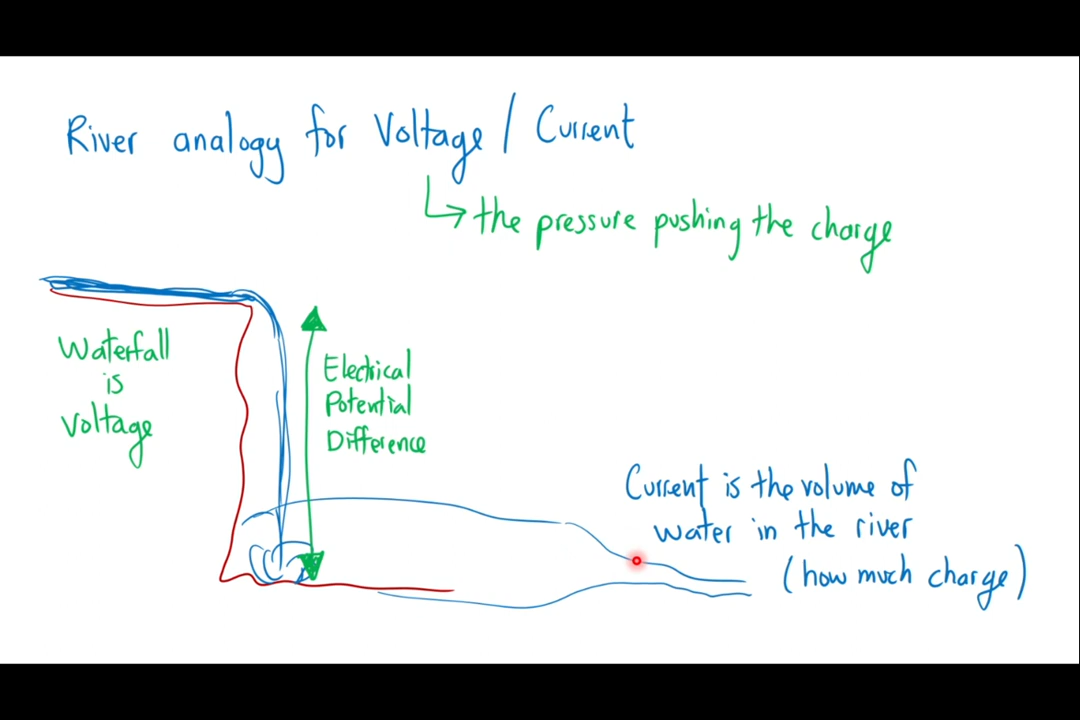 River analogy for Voltage / Current
↳ the pressure pushing the charge
Waterfall
is
Voltage
Electrical
Potential
Difference
Current is the volume of
water in the river
(how much charge)